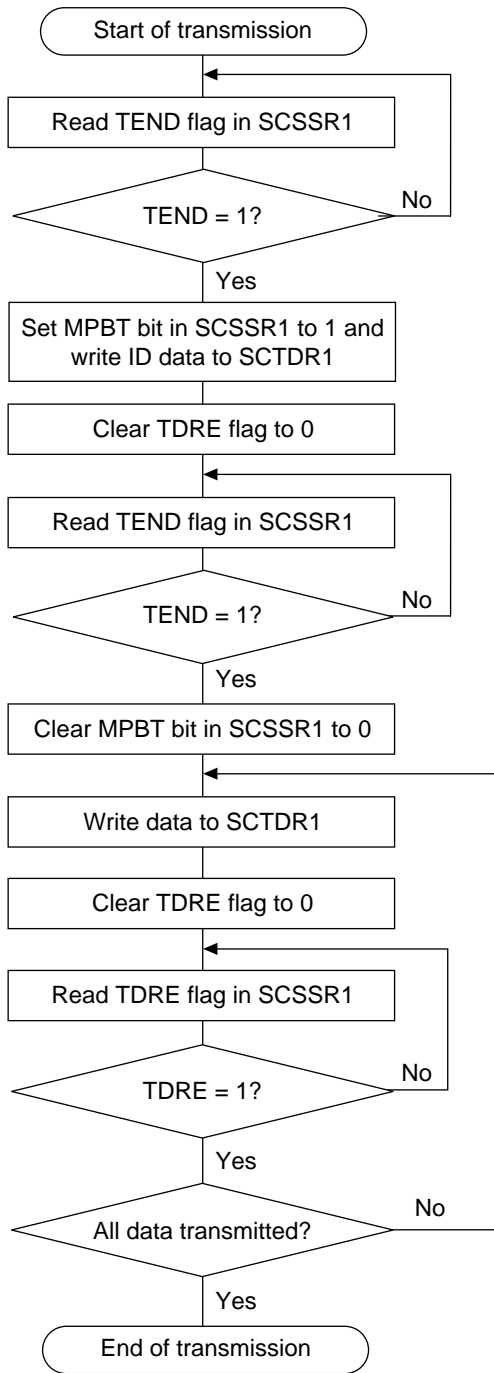 Start of transmission
Read TEND flag in SCSSR1
TEND = 1?
No
Yes
Set MPBT bit in SCSSR1 to 1 and
write ID data to SCTDR1
Clear TDRE flag to 0
Read TEND flag in SCSSR1
TEND = 1?
No
Yes
Clear MPBT bit in SCSSR1 to 0
Write data to SCTDR1
Clear TDRE flag to 0
Read TDRE flag in SCSSR1
TDRE = 1?
No
Yes
All data transmitted?
No
Yes
End of transmission